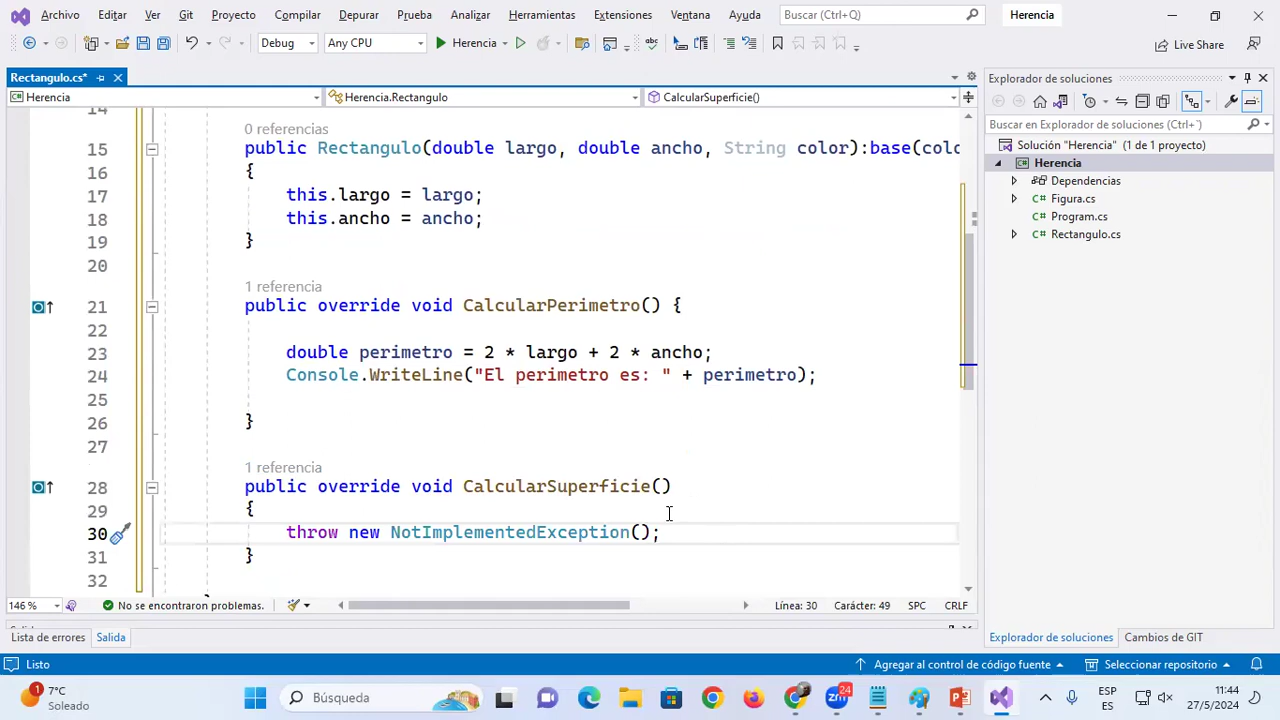 Archivo Editar Ver Git Proyecto Compilar Depurar Prueba Analizar Herramientas Extensiones Ventana Ayuda Buscar (Ctrl+Q) Herencia
Debug Any CPU Herencia Live Share
Rectangulo.cs*
Explorador de soluciones
Herencia Herencia.Rectangulo CalcularSuperficie()
Buscar en Explorador de soluciones (Ctrl+´)
Solución "Herencia" (1 de 1 proyecto)
Herencia
Dependencias
C# Figura.cs
C# Program.cs
C# Rectangulo.cs
14
0 referencias
15 public Rectangulo(double largo, double ancho, String color):base(colo
16 {
17 this.largo = largo;
18 this.ancho = ancho;
19 }
20
1 referencia
21 public override void CalcularPerimetro() {
22
23 double perimetro = 2 * largo + 2 * ancho;
24 Console.WriteLine("El perimetro es: " + perimetro);
25
26 }
27
1 referencia
28 public override void CalcularSuperficie()
29 {
30 throw new NotImplementedException();
31 }
32
146 % No se encontraron problemas. Línea: 30 Carácter: 49 SPC CRLF
Lista de errores Salida
Explorador de soluciones Cambios de GIT
Listo Agregar al control de código fuente Seleccionar repositorio
1 7°C
Soleado
Búsqueda
zm 24
ESP
ES
11:44
27/5/2024